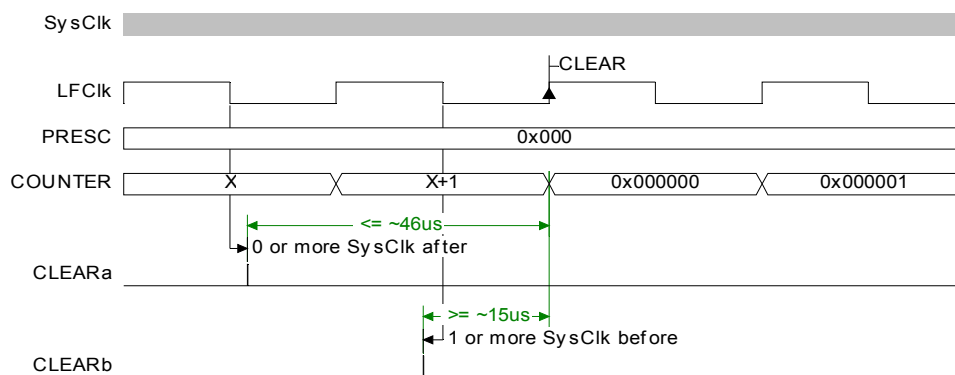 SysClk
CLEAR
LFClk
PRESC 0x000
COUNTER X X+1 0x000000 0x000001
<= ~46us
0 or more SysClk after
CLEARa
>= ~15us
1 or more SysClk before
CLEARb